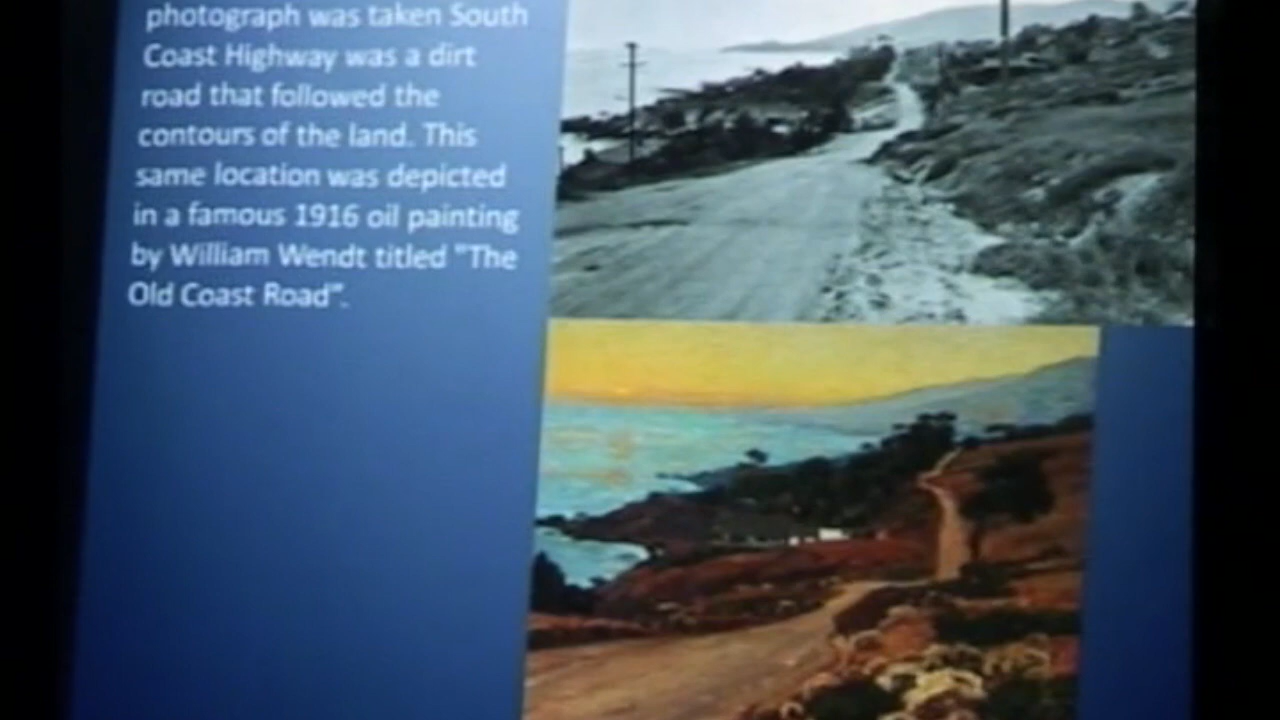 photograph was taken South
Coast Highway was a dirt
road that followed the
contours of the land. This
same location was depicted
in a famous 1916 oil painting
by William Wendt titled "The
Old Coast Road".